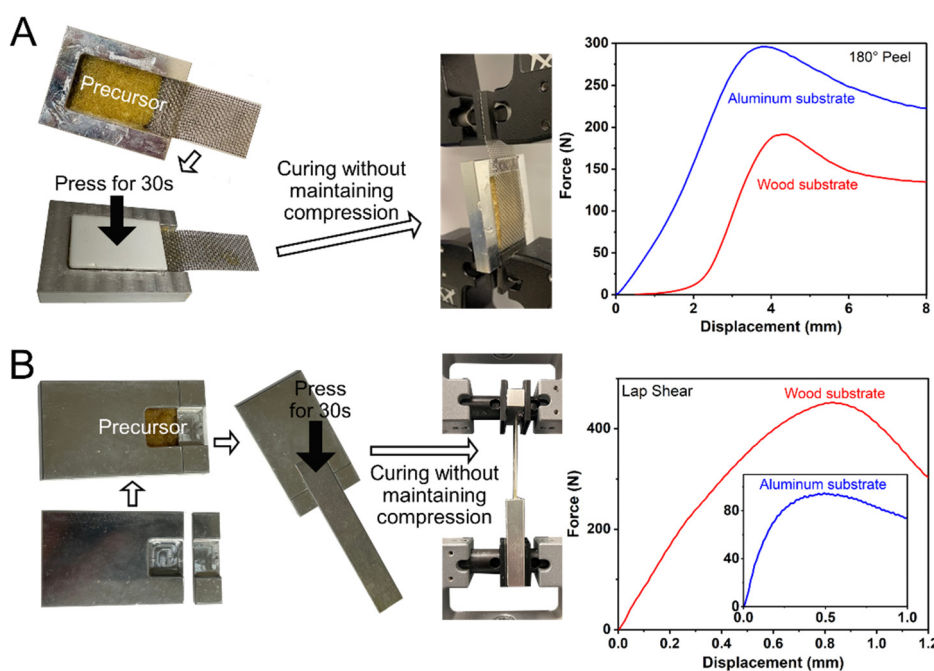 A
Precursor
Press for 30s
Curing without
maintaining
compression
180° Peel
Aluminum substrate
Wood substrate
Force (N)
300
250
200
150
100
50
0
0
2
4
6
8
Displacement (mm)
B
Precursor
Press
for 30s
Curing without
maintaining
compression
Lap Shear
Wood substrate
Aluminum substrate
Force (N)
400
200
0
80
40
0
0.0
0.5
1.0
0.0
0.2
0.4
0.6
0.8
1.0
1.2
Displacement (mm)